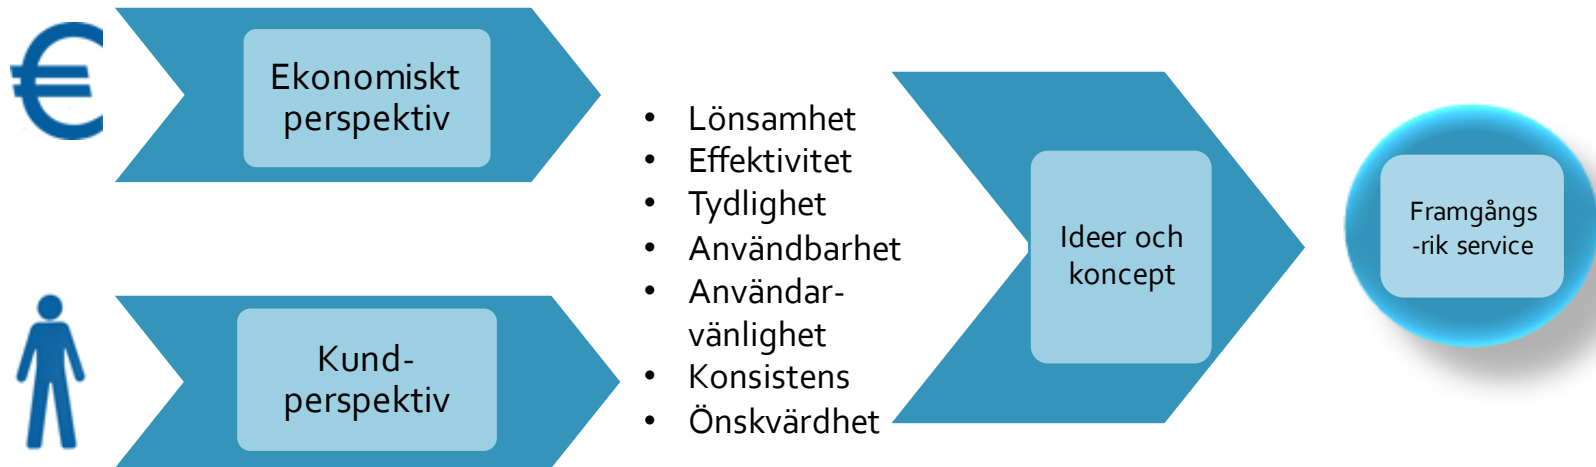 €
Ekonomiskt
perspektiv
Kund-
perspektiv
• Lönsamhet
• Effektivitet
• Tydlighet
• Användbarhet
• Användar-
vänlighet
• Konsistens
• Önskvärdhet
Ideer och
koncept
Framgångs
-rik service